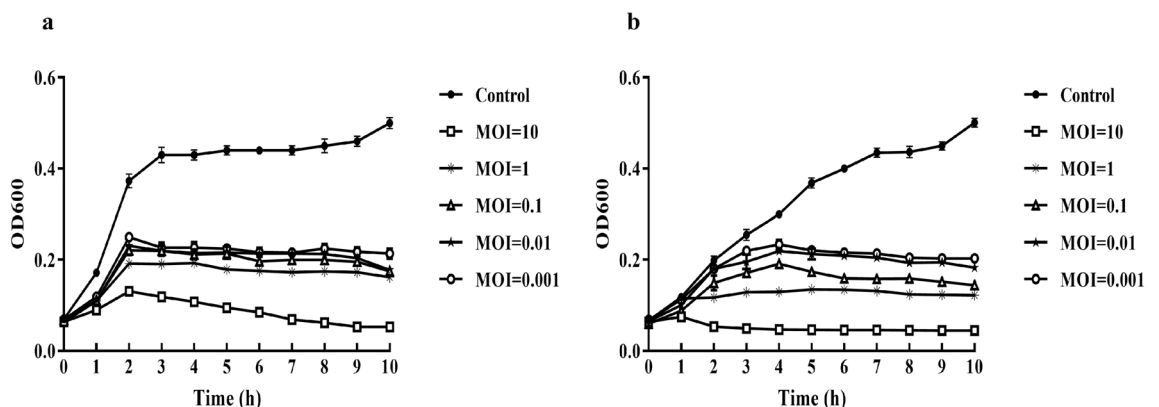 a
0.6
0.4
0.2
0.0
OD600
0 1 2 3 4 5 6 7 8 9 10
Time (h)
Control
MOI=10
MOI=1
MOI=0.1
MOI=0.01
MOI=0.001
b
0.6
0.4
0.2
0.0
OD600
0 1 2 3 4 5 6 7 8 9 10
Time (h)
Control
MOI=10
MOI=1
MOI=0.1
MOI=0.01
MOI=0.001